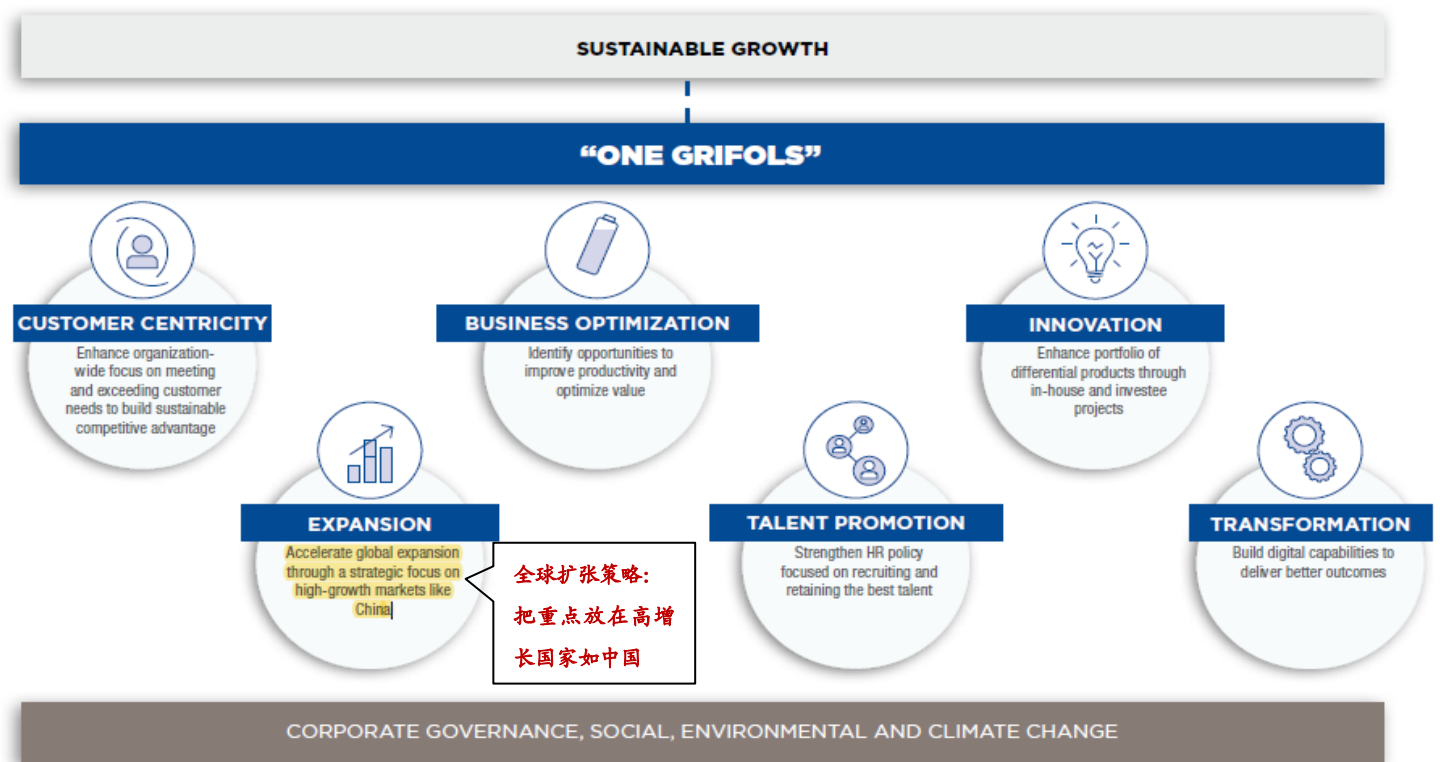 SUSTAINABLE GROWTH
“ONE GRIFOLS”
CUSTOMER CENTRICITY
Enhance organization-
wide focus on meeting
and exceeding customer
needs to build sustainable
competitive advantage
BUSINESS OPTIMIZATION
Identify opportunities to
improve productivity and
optimize value
INNOVATION
Enhance portfolio of
differential products through
in-house and investee
projects
EXPANSION
Accelerate global expansion
through a strategic focus on
high-growth markets like
China
全球扩张策略:
把重点放在高增
长国家如中国
TALENT PROMOTION
Strengthen HR policy
focused on recruiting and
retaining the best talent
TRANSFORMATION
Build digital capabilities to
deliver better outcomes
CORPORATE GOVERNANCE, SOCIAL, ENVIRONMENTAL AND CLIMATE CHANGE